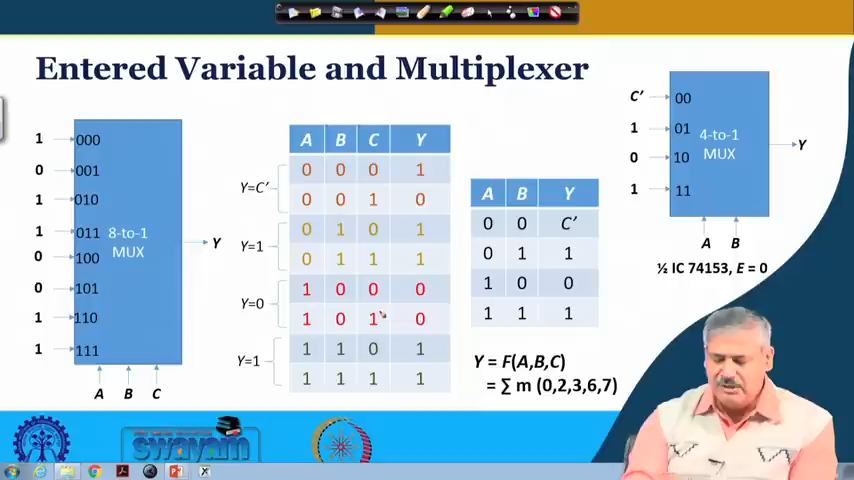 Entered Variable and Multiplexer
1 000
0 001
1 010
1 011
0 100
0 101
1 110
1 111
8-to-1
MUX
Y
A B C
A B C Y
0 0 0 1
0 0 1 0
0 1 0 1
0 1 1 1
1 0 0 0
1 0 1 0
1 1 0 1
1 1 1 1
Y=C'
Y=1
Y=0
Y=1
A B Y
0 0 C'
0 1 1
1 0 0
1 1 1
Y = F(A,B,C)
= ∑ m (0,2,3,6,7)
C' 00
1 01
0 10
1 11
4-to-1
MUX
Y
A B
½ IC 74153, E = 0
swayam